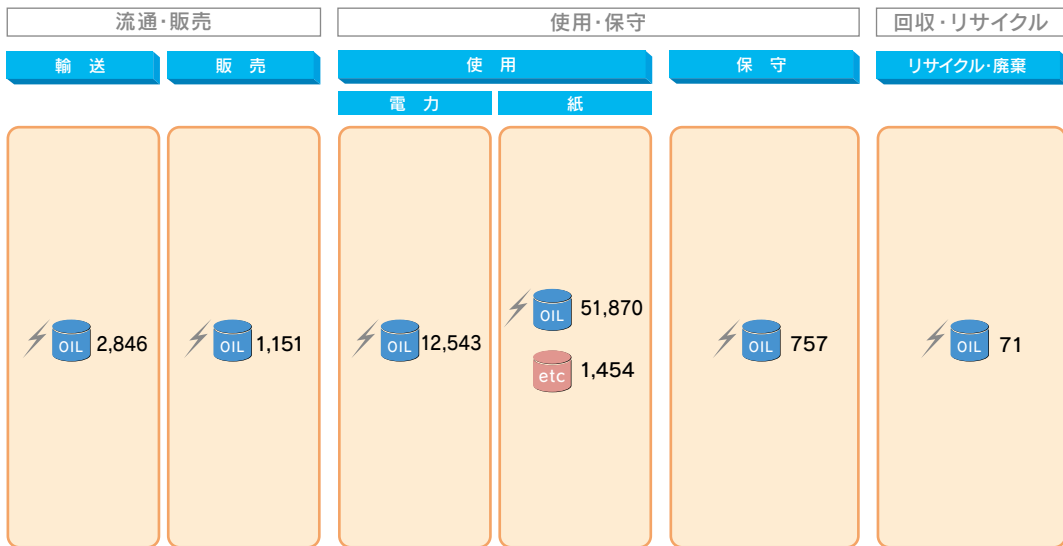 流通・販売
使用・保守
回収・リサイクル
輸送
販売
使用
保守
リサイクル・廃棄
電力
紙
OIL 2,846
OIL 1,151
OIL 12,543
OIL 51,870
etc 1,454
OIL 757
OIL 71